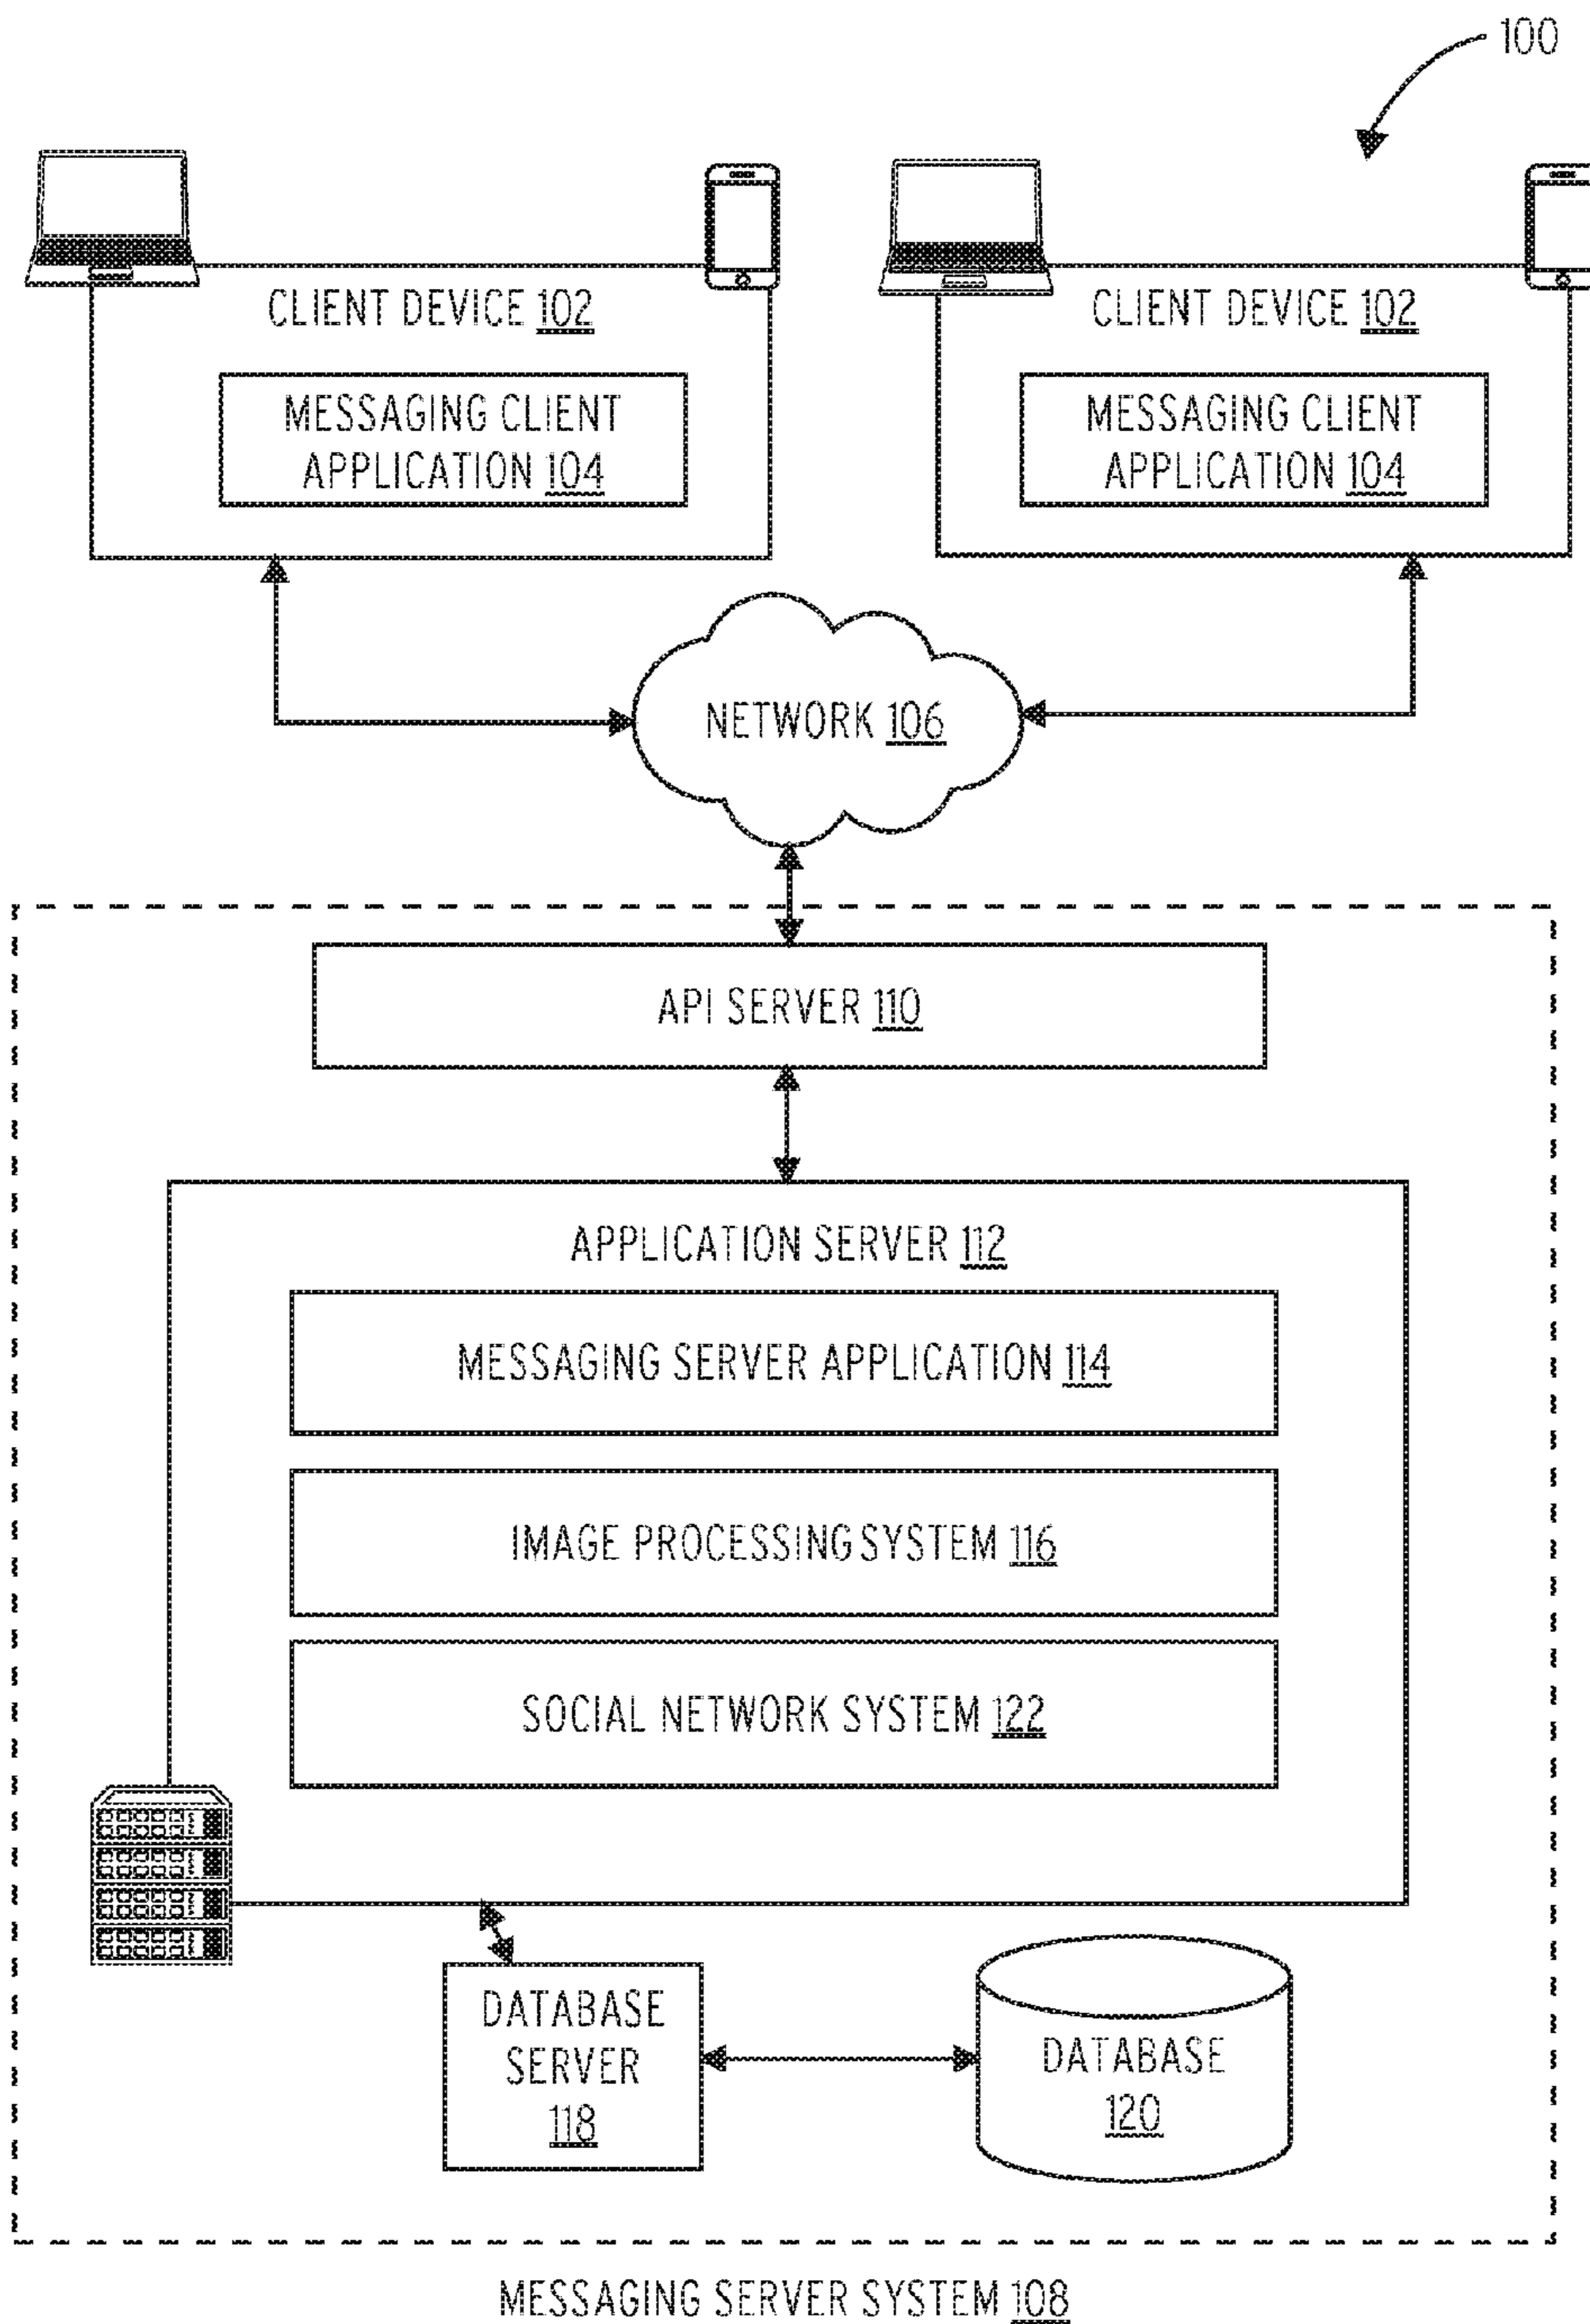 100
CLIENT DEVICE 102
MESSAGING CLIENT
APPLICATION 104
CLIENT DEVICE 102
MESSAGING CLIENT
APPLICATION 104
NETWORK 106
API SERVER 110
APPLICATION SERVER 112
MESSAGING SERVER APPLICATION 114
IMAGE PROCESSING SYSTEM 116
SOCIAL NETWORK SYSTEM 122
DATABASE
SERVER
118
DATABASE
120
MESSAGING SERVER SYSTEM 108